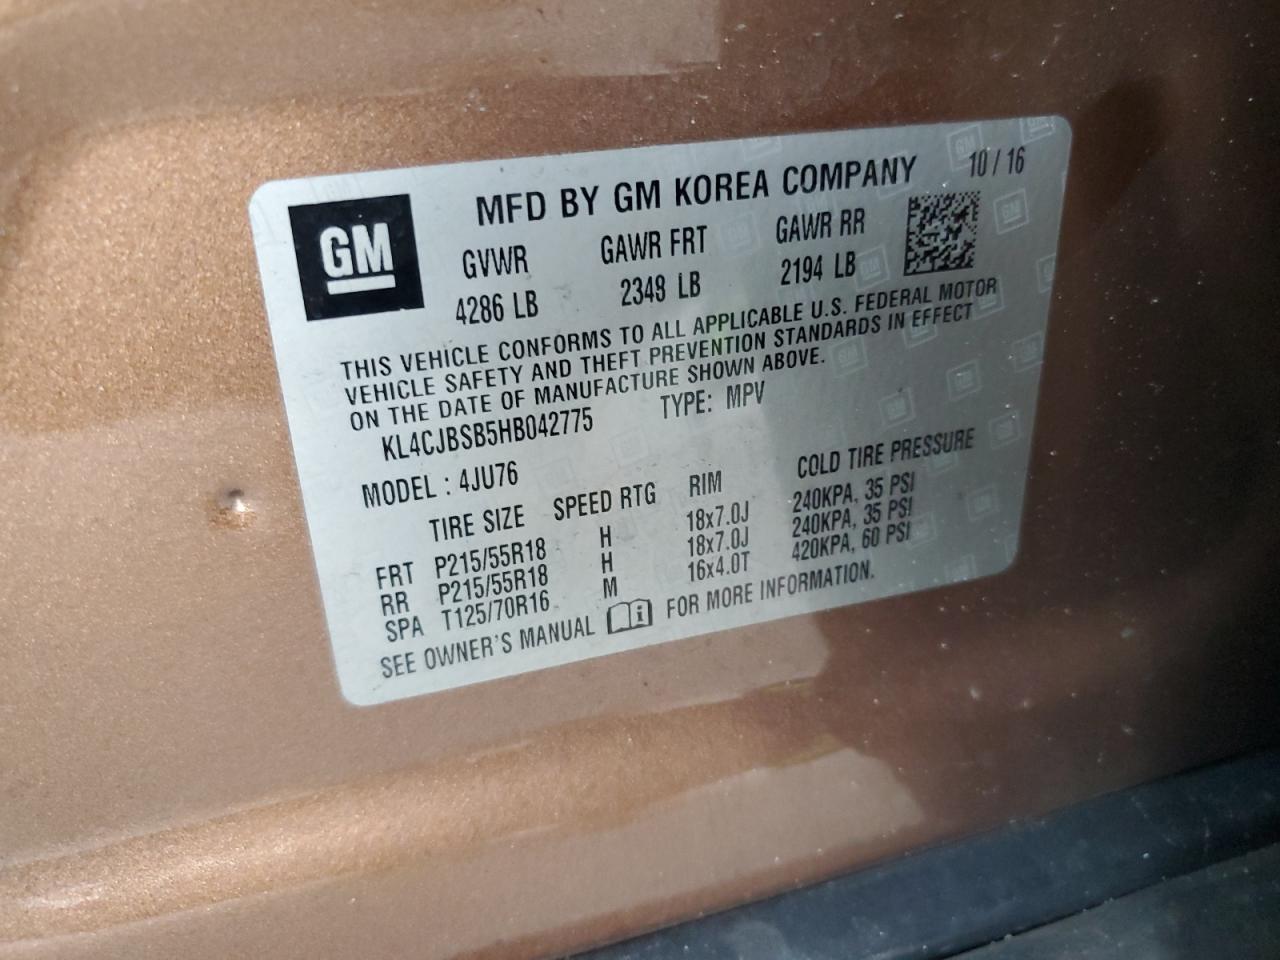 GM
MFD BY GM KOREA COMPANY 10 / 16
GVWR GAWR FRT GAWR RR
4286 LB 2348 LB 2194 LB
THIS VEHICLE CONFORMS TO ALL APPLICABLE U.S. FEDERAL MOTOR
VEHICLE SAFETY AND THEFT PREVENTION STANDARDS IN EFFECT
ON THE DATE OF MANUFACTURE SHOWN ABOVE.
KL4CJBSB5HB042775 TYPE: MPV
MODEL : 4JU76
TIRE SIZE SPEED RTG RIM COLD TIRE PRESSURE
FRT P215/55R18 H 18x7.0J 240KPA, 35 PSI
RR P215/55R18 H 18x7.0J 240KPA, 35 PSI
SPA T125/70R16 M 16x4.0T 420KPA, 60 PSI
SEE OWNER'S MANUAL i FOR MORE INFORMATION.